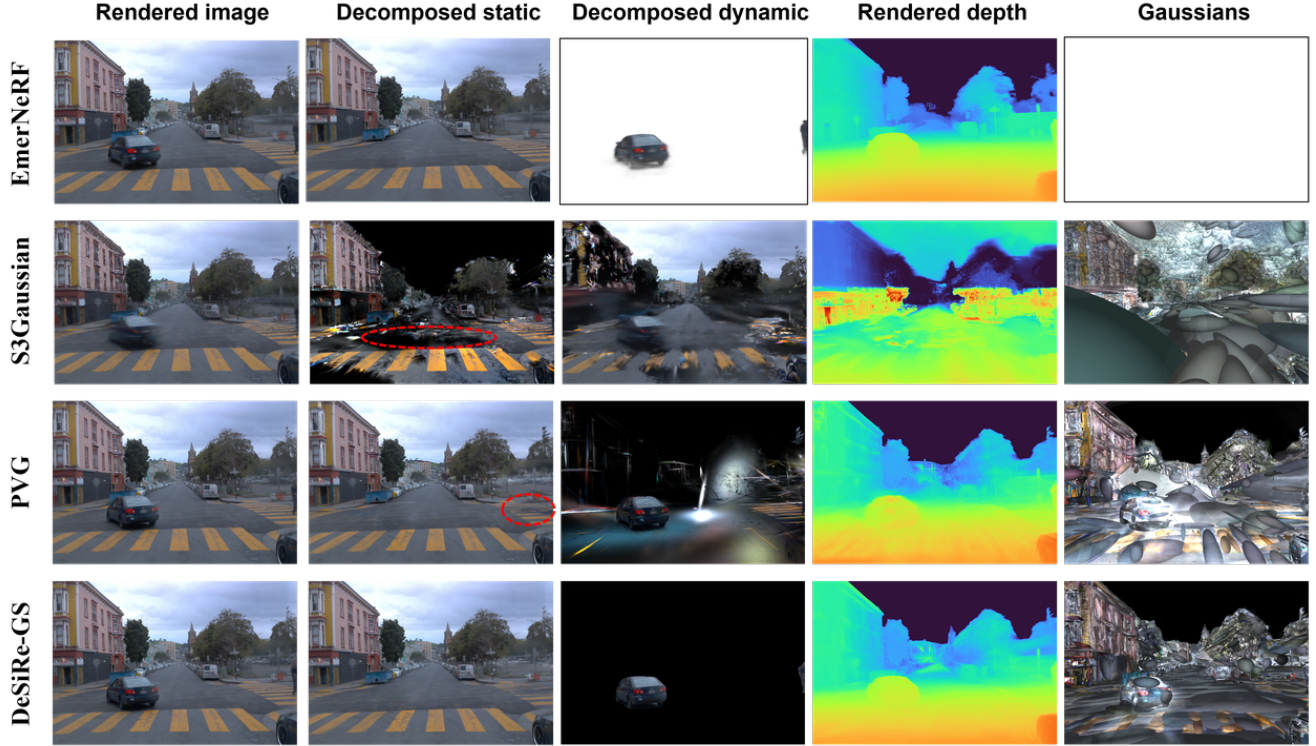 Rendered image
Decomposed static
Decomposed dynamic
Rendered depth
Gaussians
EmerNeRF
S3Gaussian
PVG
DeSiRe-GS